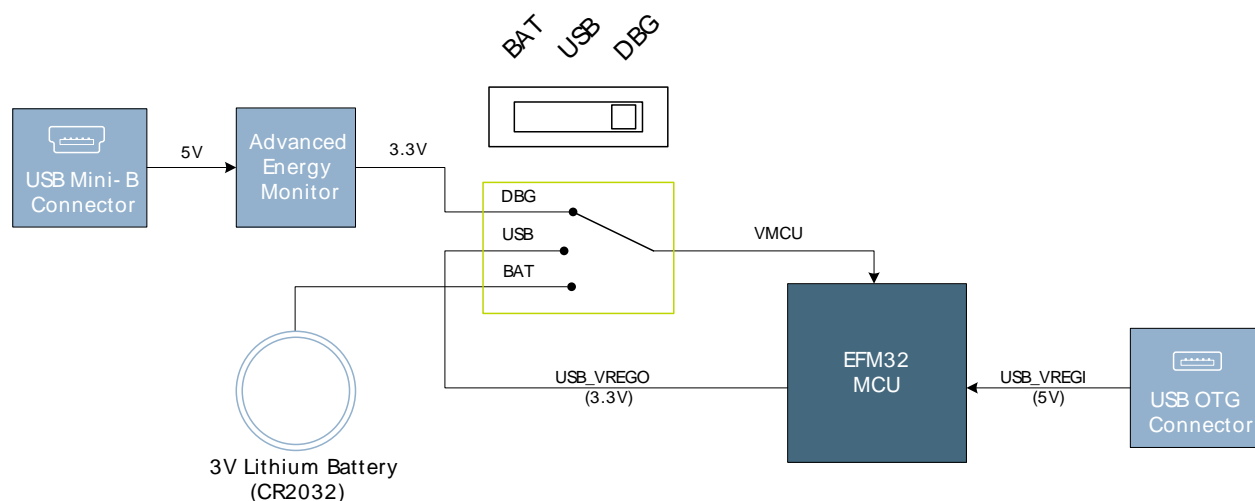 BAT USB DBG
USB Mini-B
Connector
5V
Advanced
Energy
Monitor
3.3V
DBG
USB
BAT
VMCU
EFM32
MCU
USB_VREGO
(3.3V)
USB_VREGI
(5V)
USB OTG
Connector
3V Lithium Battery
(CR2032)